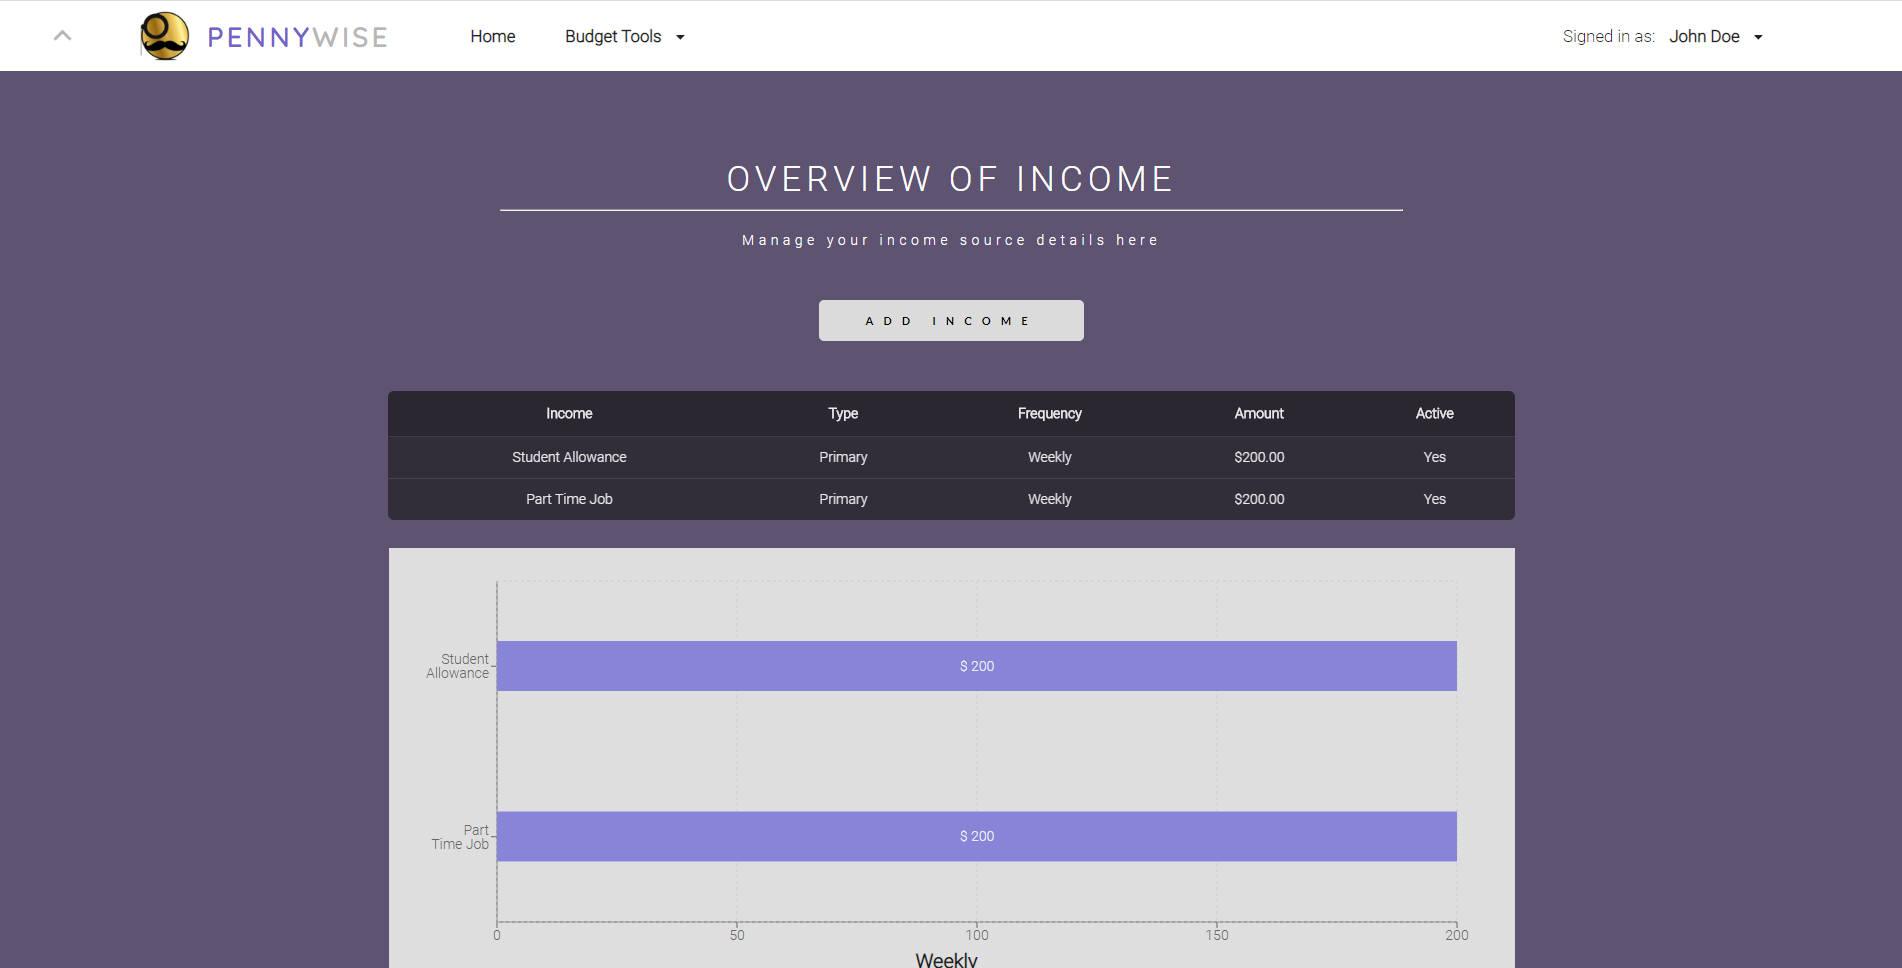 PENNYWISE Home Budget Tools Signed in as: John Doe
OVERVIEW OF INCOME
Manage your income source details here
ADD INCOME
Income Type Frequency Amount Active
Student Allowance Primary Weekly $200.00 Yes
Part Time Job Primary Weekly $200.00 Yes
Student
Allowance
$ 200
Part
Time Job
$ 200
0 50 100 150 200
Weekly